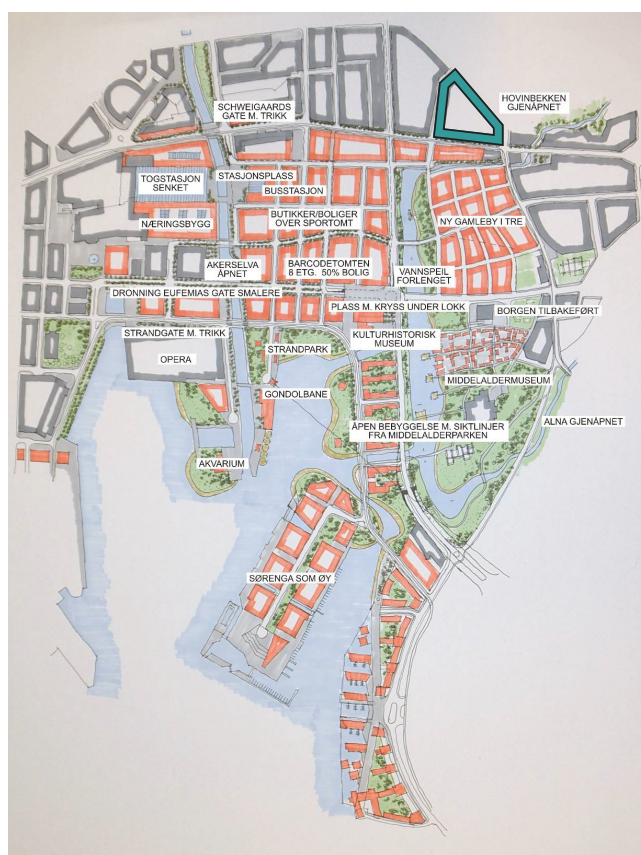 HOVINBEKKEN
GJENÅPNET
SCHWEIGAARDS
GATE M. TRIKK
STASJONSPLASS
TOGSTASJON
SENKET
BUSSTASJON
NÆRINGSBYGG
BUTIKKER/BOLIGER
OVER SPORTOMT
NY GAMLEBY I TRE
AKERSELVA
ÅPNET
BARCODETOMTEN
8 ETG. 50% BOLIG
VANNSPEIL
FORLENGET
DRONNING EUFEMIAS GATE SMALERE
PLASS M. KRYSS UNDER LOKK
BORGEN TILBAKEFØRT
STRANDGATE M. TRIKK
KULTURHISTORISK
MUSEUM
STRANDPARK
OPERA
MIDDELALDERMUSEUM
GONDOLBANE
ÅPEN BEBYGGELSE M. SIKTLINJER
FRA MIDDELALDERPARKEN
ALNA GJENÅPNET
AKVARIUM
SØRENGA SOM ØY